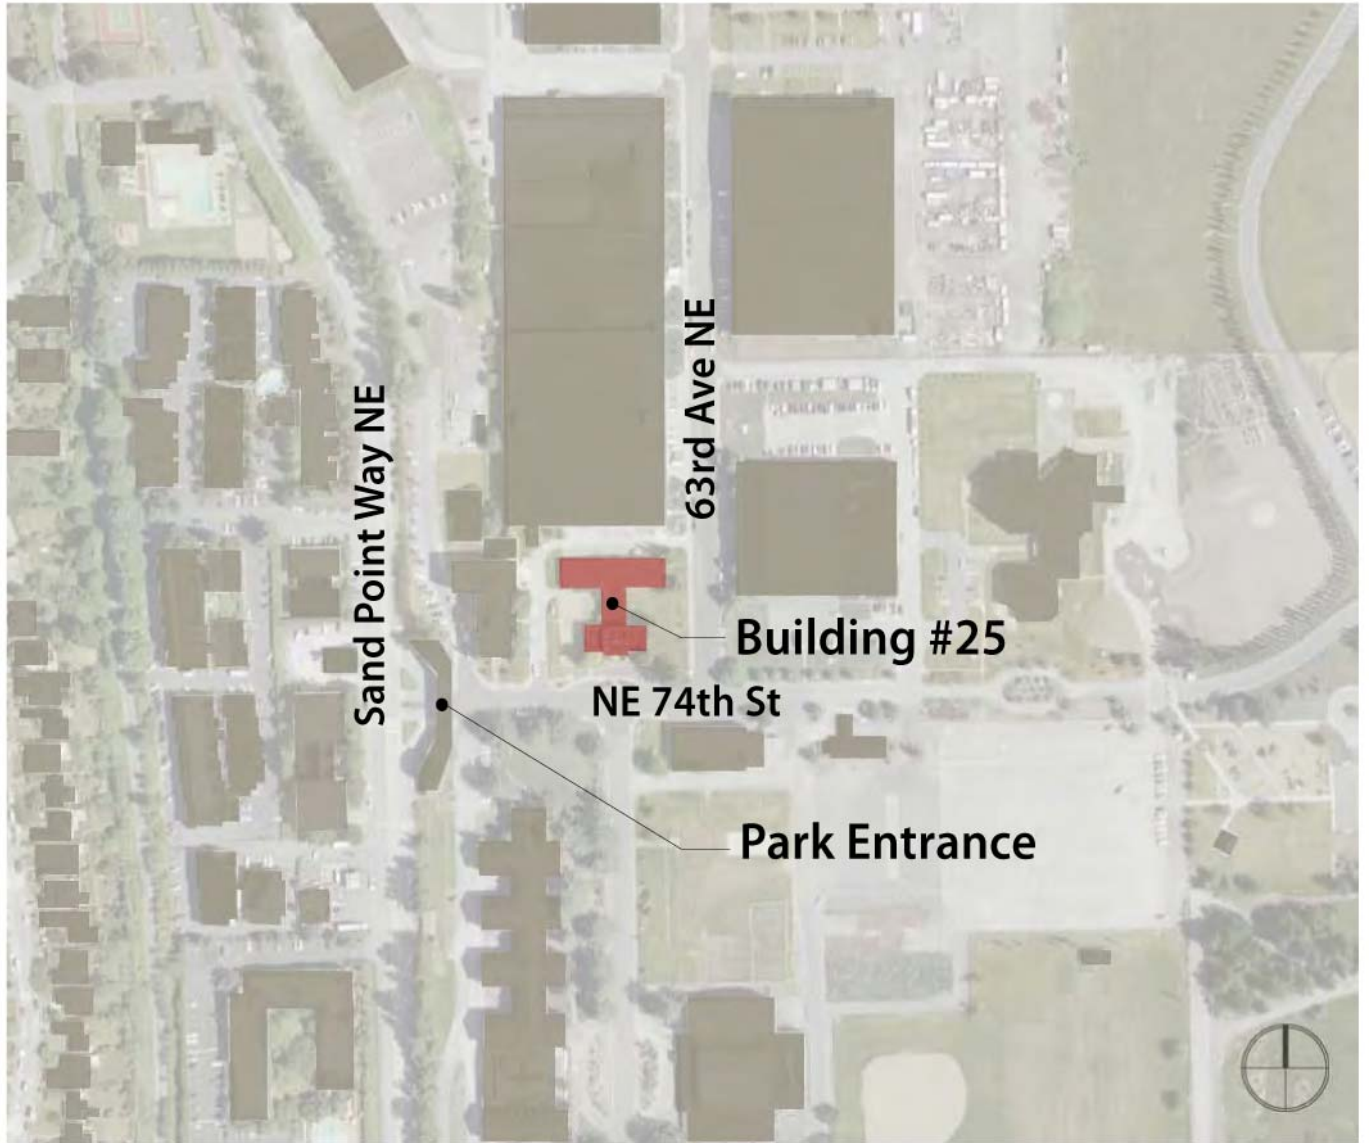 63rd Ave NE
Sand Point Way NE
Building #25
NE 74th St
Park Entrance